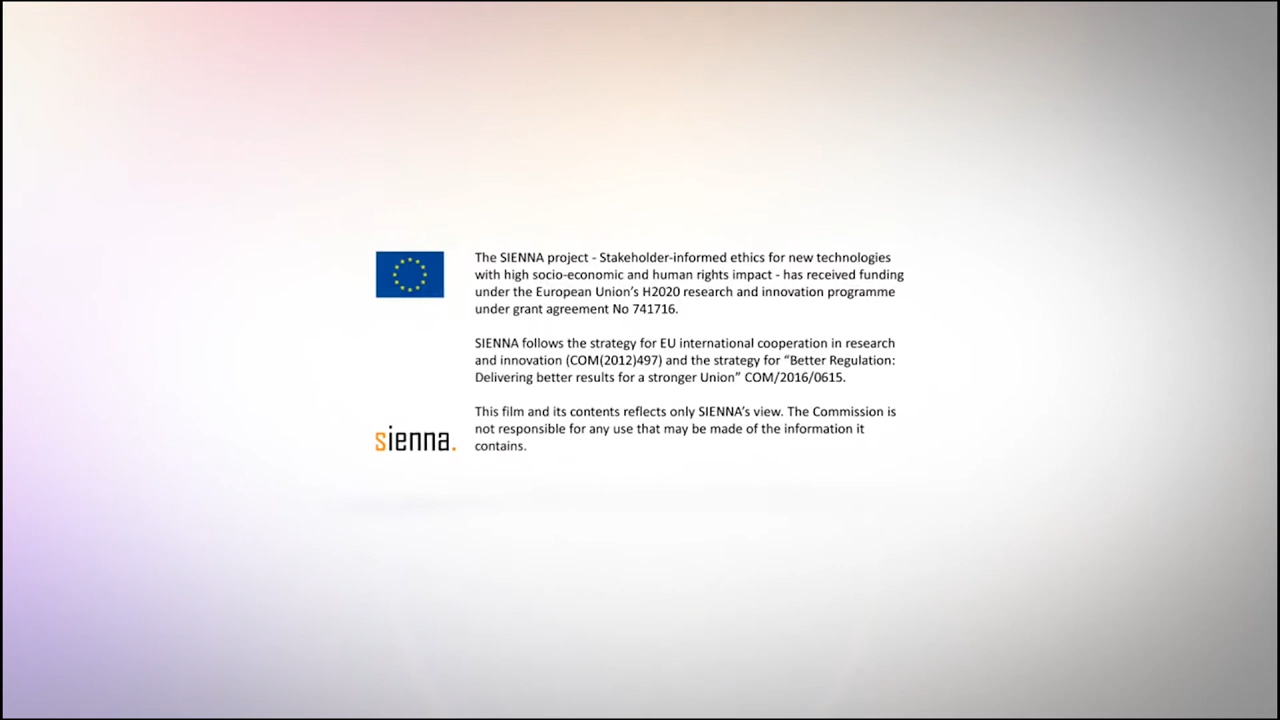 The SIENNA project - Stakeholder-informed ethics for new technologies
with high socio-economic and human rights impact - has received funding
under the European Union's H2020 research and innovation programme
under grant agreement No 741716.
SIENNA follows the strategy for EU international cooperation in research
and innovation (COM(2012)497) and the strategy for “Better Regulation:
Delivering better results for a stronger Union” COM/2016/0615.
This film and its contents reflects only SIENNA's view. The Commission is
not responsible for any use that may be made of the information it
contains.
sienna.